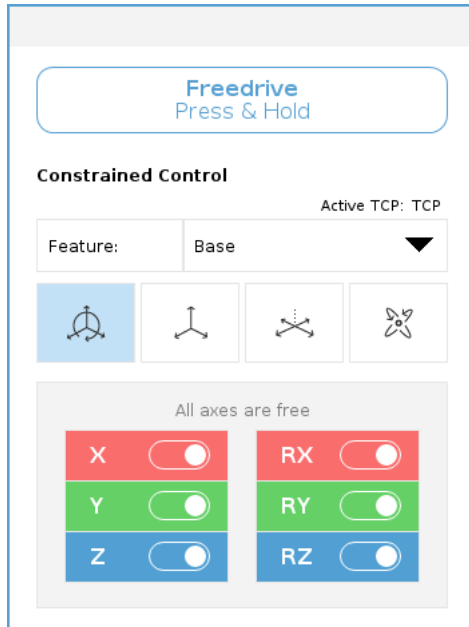 Freedrive
Press & Hold
Constrained Control
Active TCP: TCP
Feature: Base
All axes are free
X RX
Y RY
Z RZ